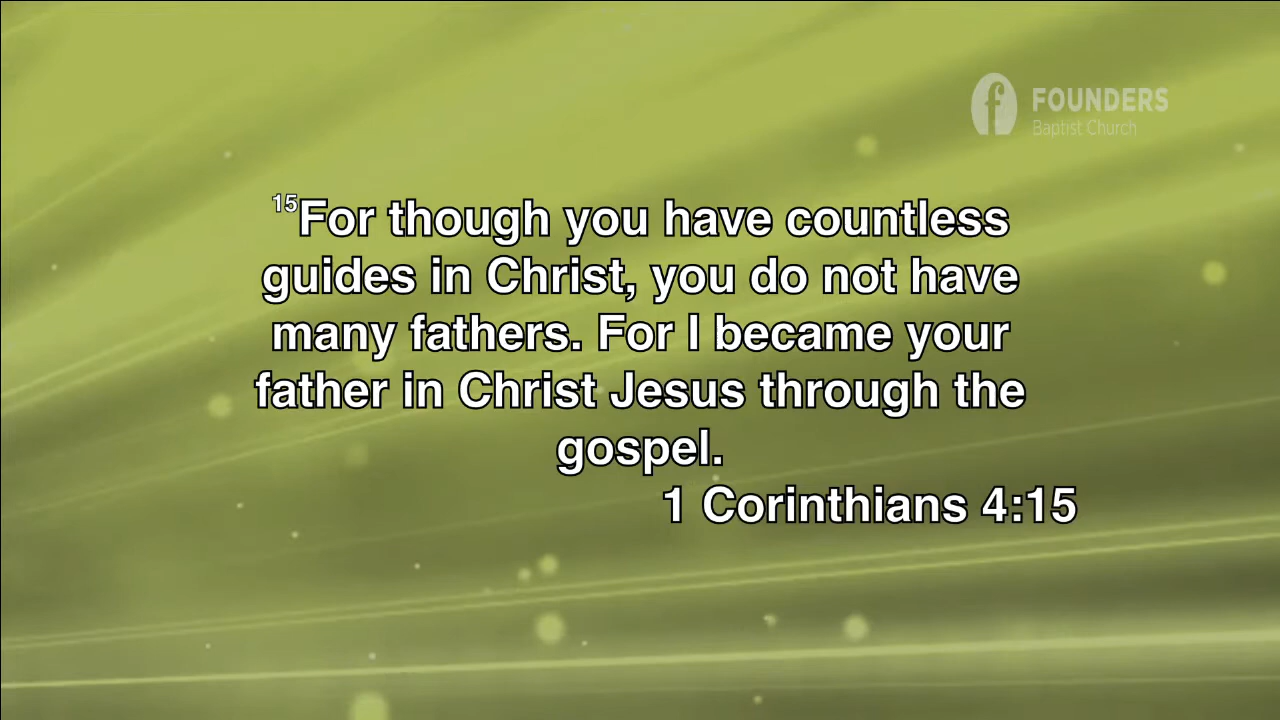 FOUNDERS
Baptist Church
15For though you have countless
guides in Christ, you do not have
many fathers. For I became your
father in Christ Jesus through the
gospel.
1 Corinthians 4:15